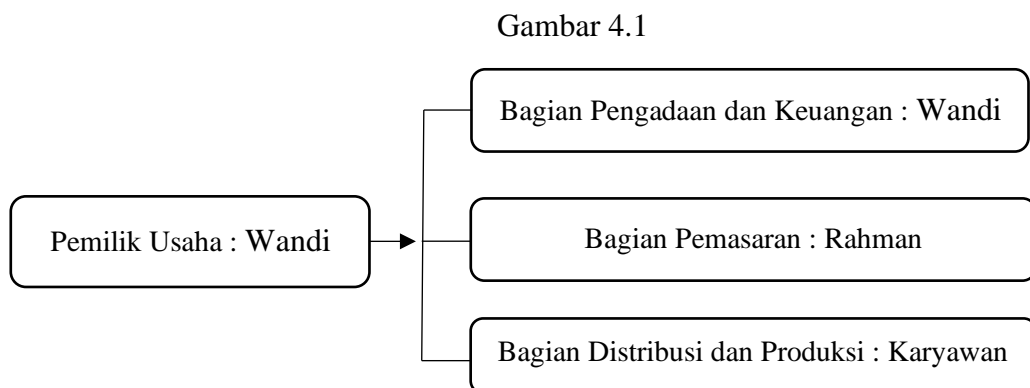 Gambar 4.1
Bagian Pengadaan dan Keuangan : Wandi
Pemilik Usaha : Wandi
Bagian Pemasaran : Rahman
Bagian Distribusi dan Produksi : Karyawan